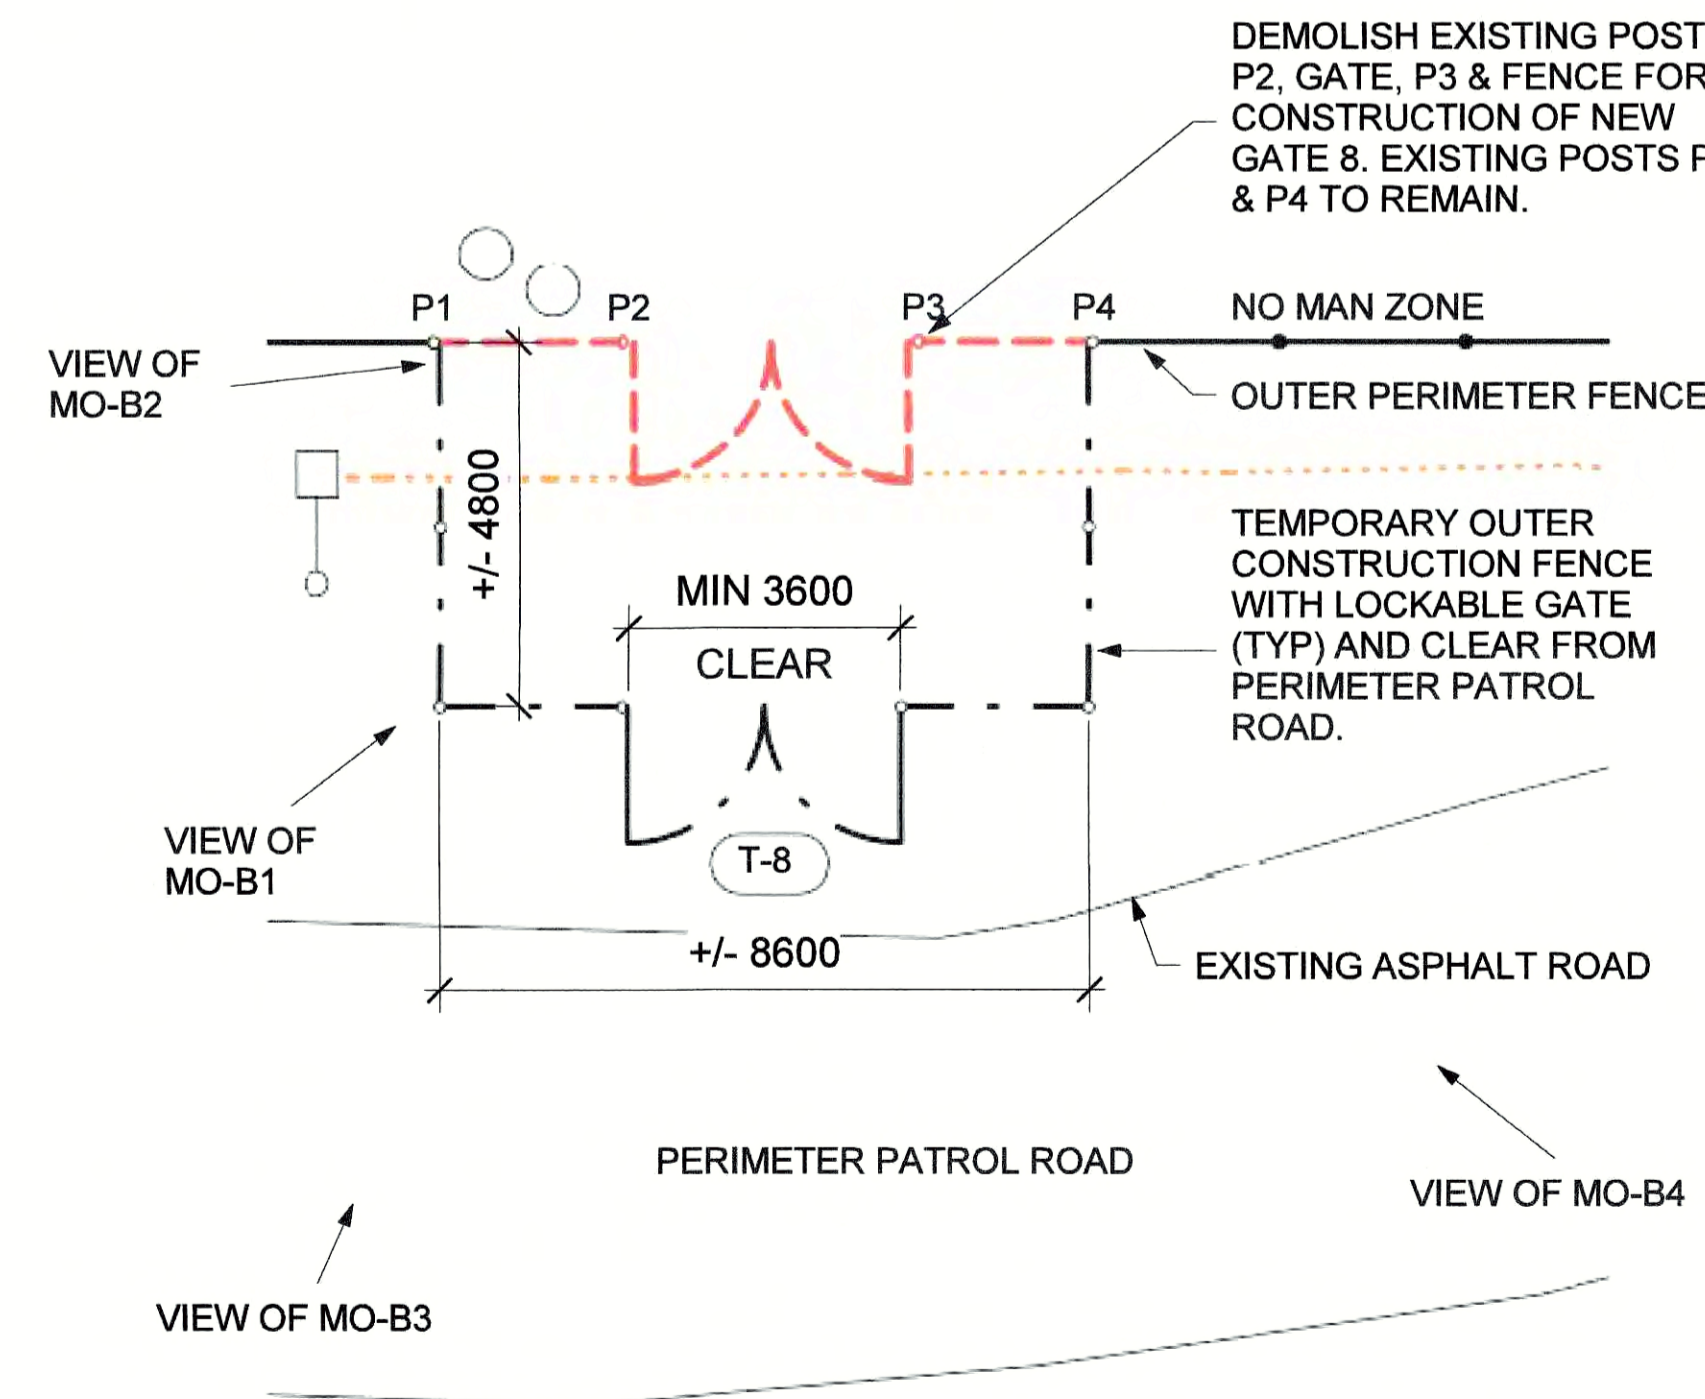 DEMOLISH EXISTING POST
P2, GATE, P3 & FENCE FOR
CONSTRUCTION OF NEW
GATE 8. EXISTING POSTS
& P4 TO REMAIN.
P1
P2
P3
P4
NO MAN ZONE
VIEW OF
MO-B2
OUTER PERIMETER FENCE
+/- 4800
TEMPORARY OUTER
CONSTRUCTION FENCE
WITH LOCKABLE GATE
(TYP) AND CLEAR FROM
PERIMETER PATROL
ROAD.
MIN 3600
CLEAR
VIEW OF
MO-B1
T-8
+/- 8600
EXISTING ASPHALT ROAD
PERIMETER PATROL ROAD
VIEW OF MO-B4
VIEW OF MO-B3